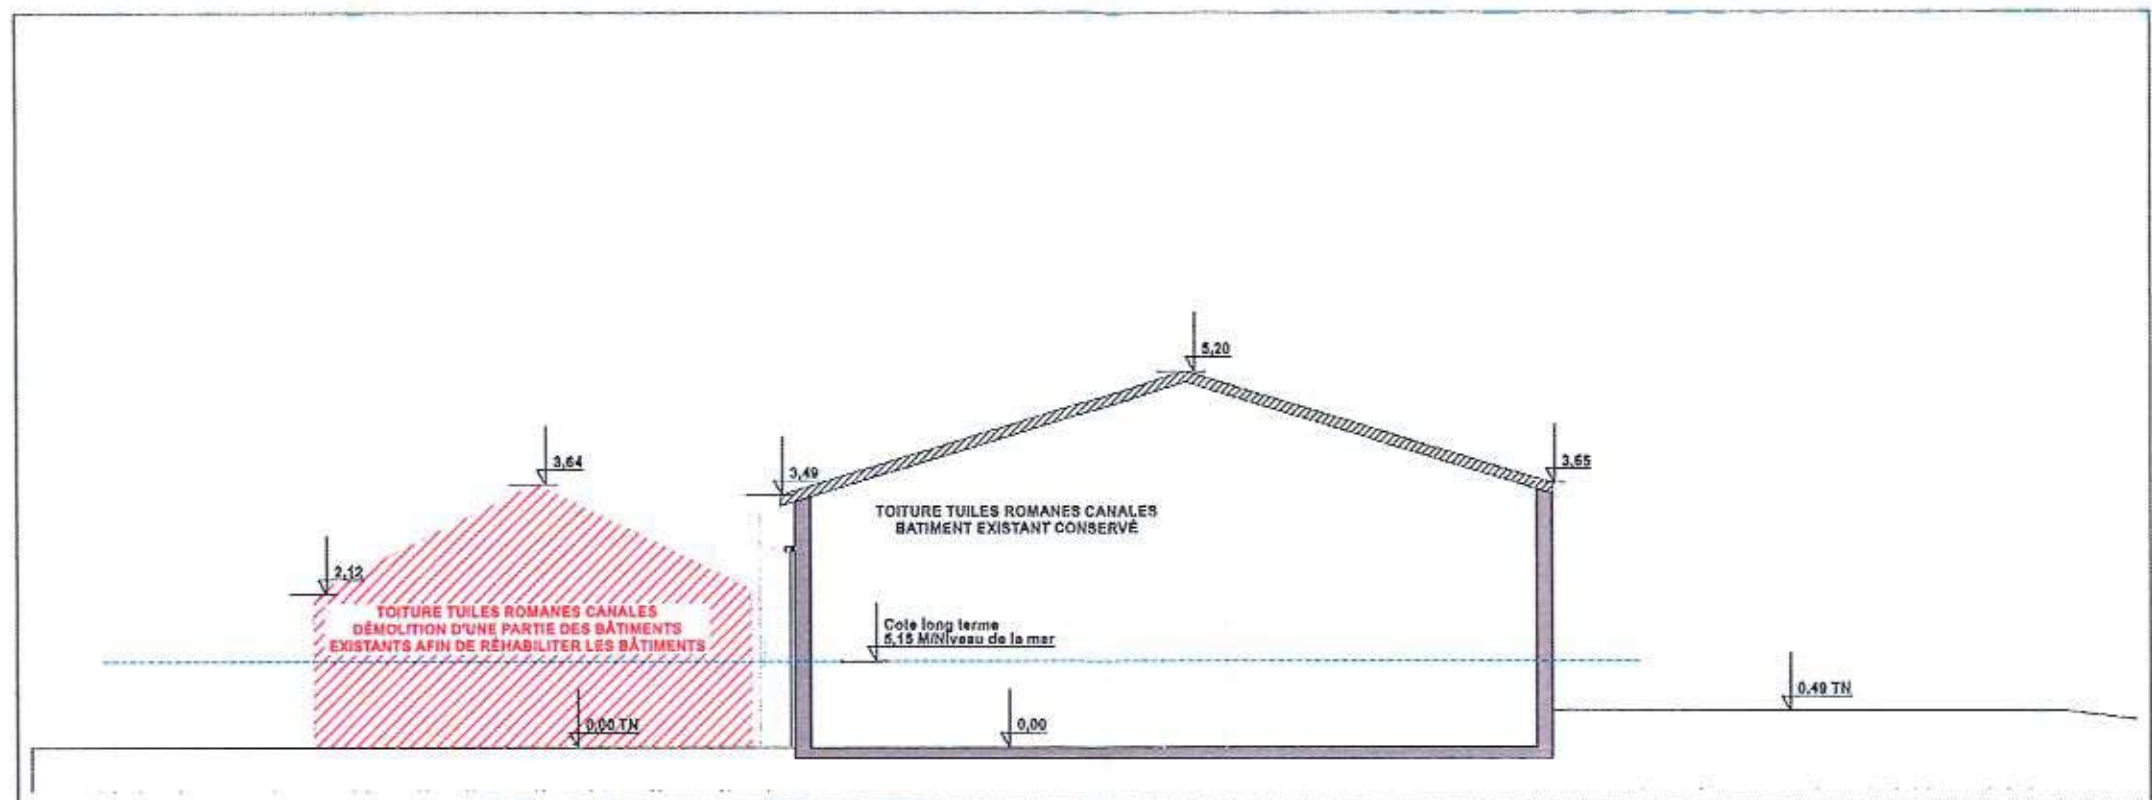 5,20
3,64
3,49
3,65
TOITURE TUILES ROMANES CANALES
BATIMENT EXISTANT CONSERVÉ
2,12
TOITURE TUILES ROMANES CANALES
DÉMOLITION D'UNE PARTIE DES BÂTIMENTS
EXISTANTS AFIN DE RÉHABILITER LES BÂTIMENTS
Cote long terme
5,15 M/Niveau de la mer
0,49 TN
0,00 TN
0,00